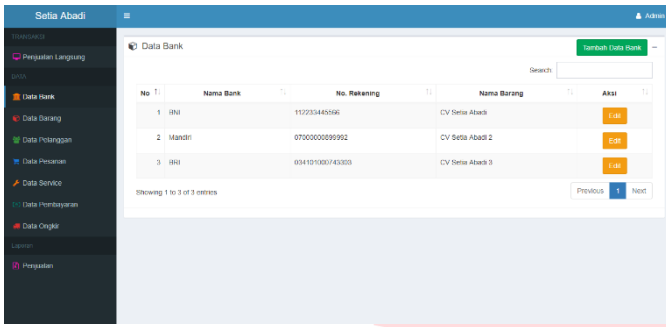 Setia Abadi
Admin
TRANSAKSI
Penjualan Langsung
DATA
Data Bank
Data Barang
Data Pelanggan
Data Pesanan
Data Service
Data Pembayaran
Data Ongkir
Laporan
Penjualan
Data Bank
Tambah Data Bank
Search:
No Nama Bank No. Rekening Nama Barang Aksi
1 BNI 112233445566 CV Setia Abadi Edit
2 Mandiri 07000000899992 CV Setia Abadi 2 Edit
3 BRI 034101000743303 CV Setia Abadi 3 Edit
Showing 1 to 3 of 3 entries
Previous 1 Next